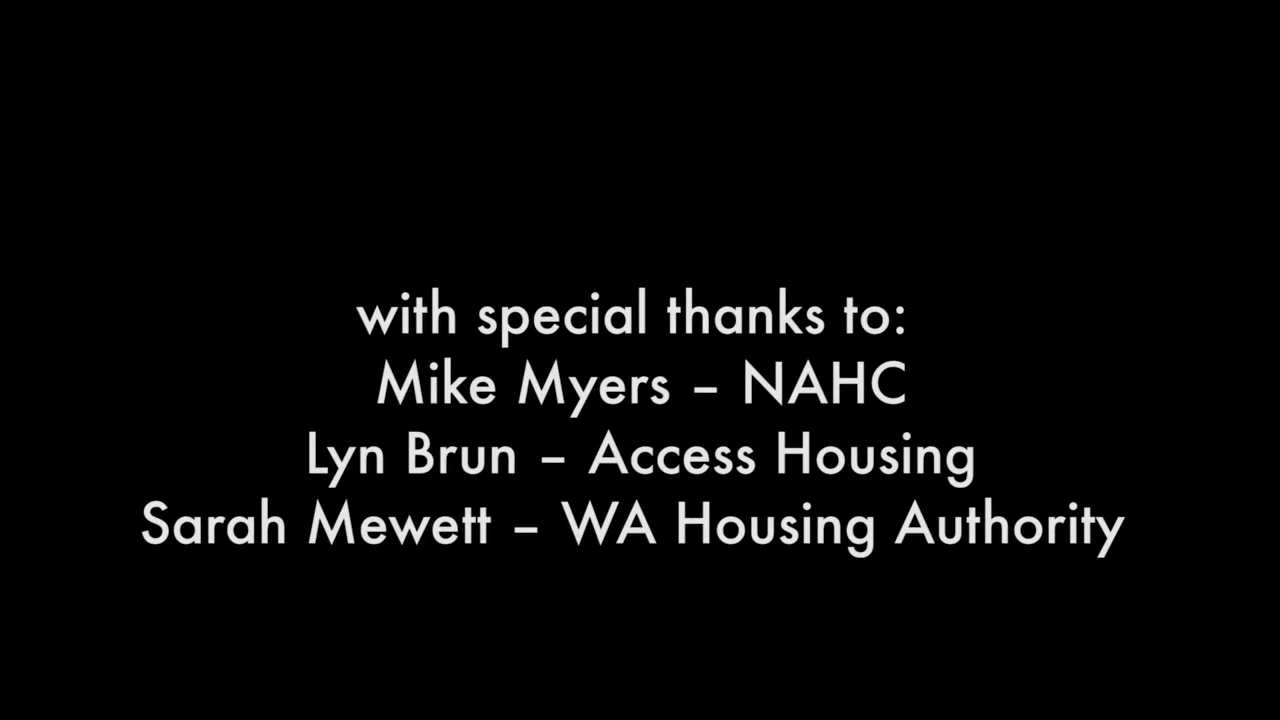 with special thanks to:
Mike Myers – NAHC
Lyn Brun – Access Housing
Sarah Mewett – WA Housing Authority